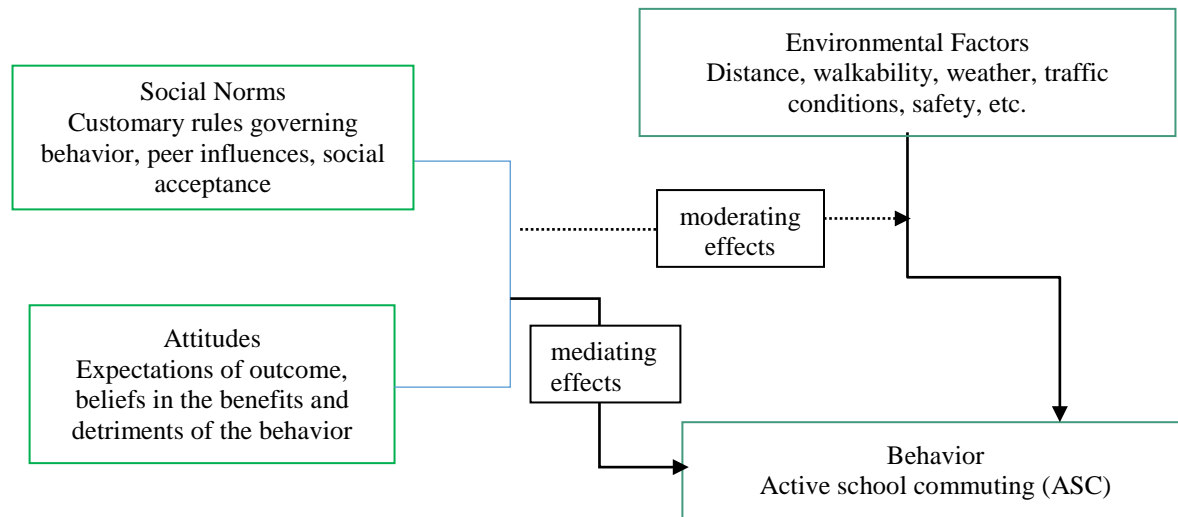 Environmental Factors
Distance, walkability, weather, traffic
conditions, safety, etc.
Social Norms
Customary rules governing
behavior, peer influences, social
acceptance
moderating
effects
Attitudes
Expectations of outcome,
beliefs in the benefits and
detriments of the behavior
mediating
effects
Behavior
Active school commuting (ASC)